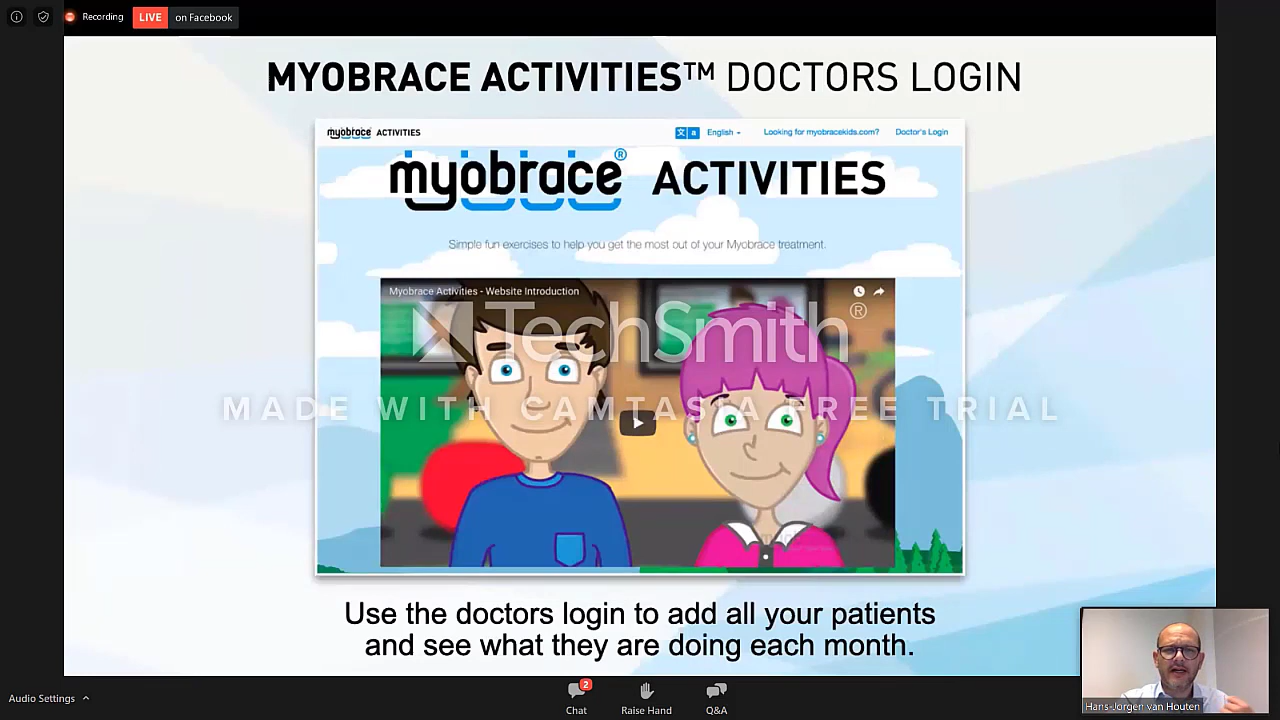 Recording
LIVE
on Facebook
MYOBRACE ACTIVITIES™ DOCTORS LOGIN
myobrace ACTIVITIES
文 a English
Looking for myobracekids.com?
Doctor's Login
myobrace® ACTIVITIES
Simple fun exercises to help you get the most out of your Myobrace treatment.
Myobrace Activities - Website Introduction
TechSmith®
MADE WITH CAMTASIA FREE TRIAL
Use the doctors login to add all your patients
and see what they are doing each month.
Hans-Jorgen van Houten
Audio Settings
2
Chat
Raise Hand
Q&A